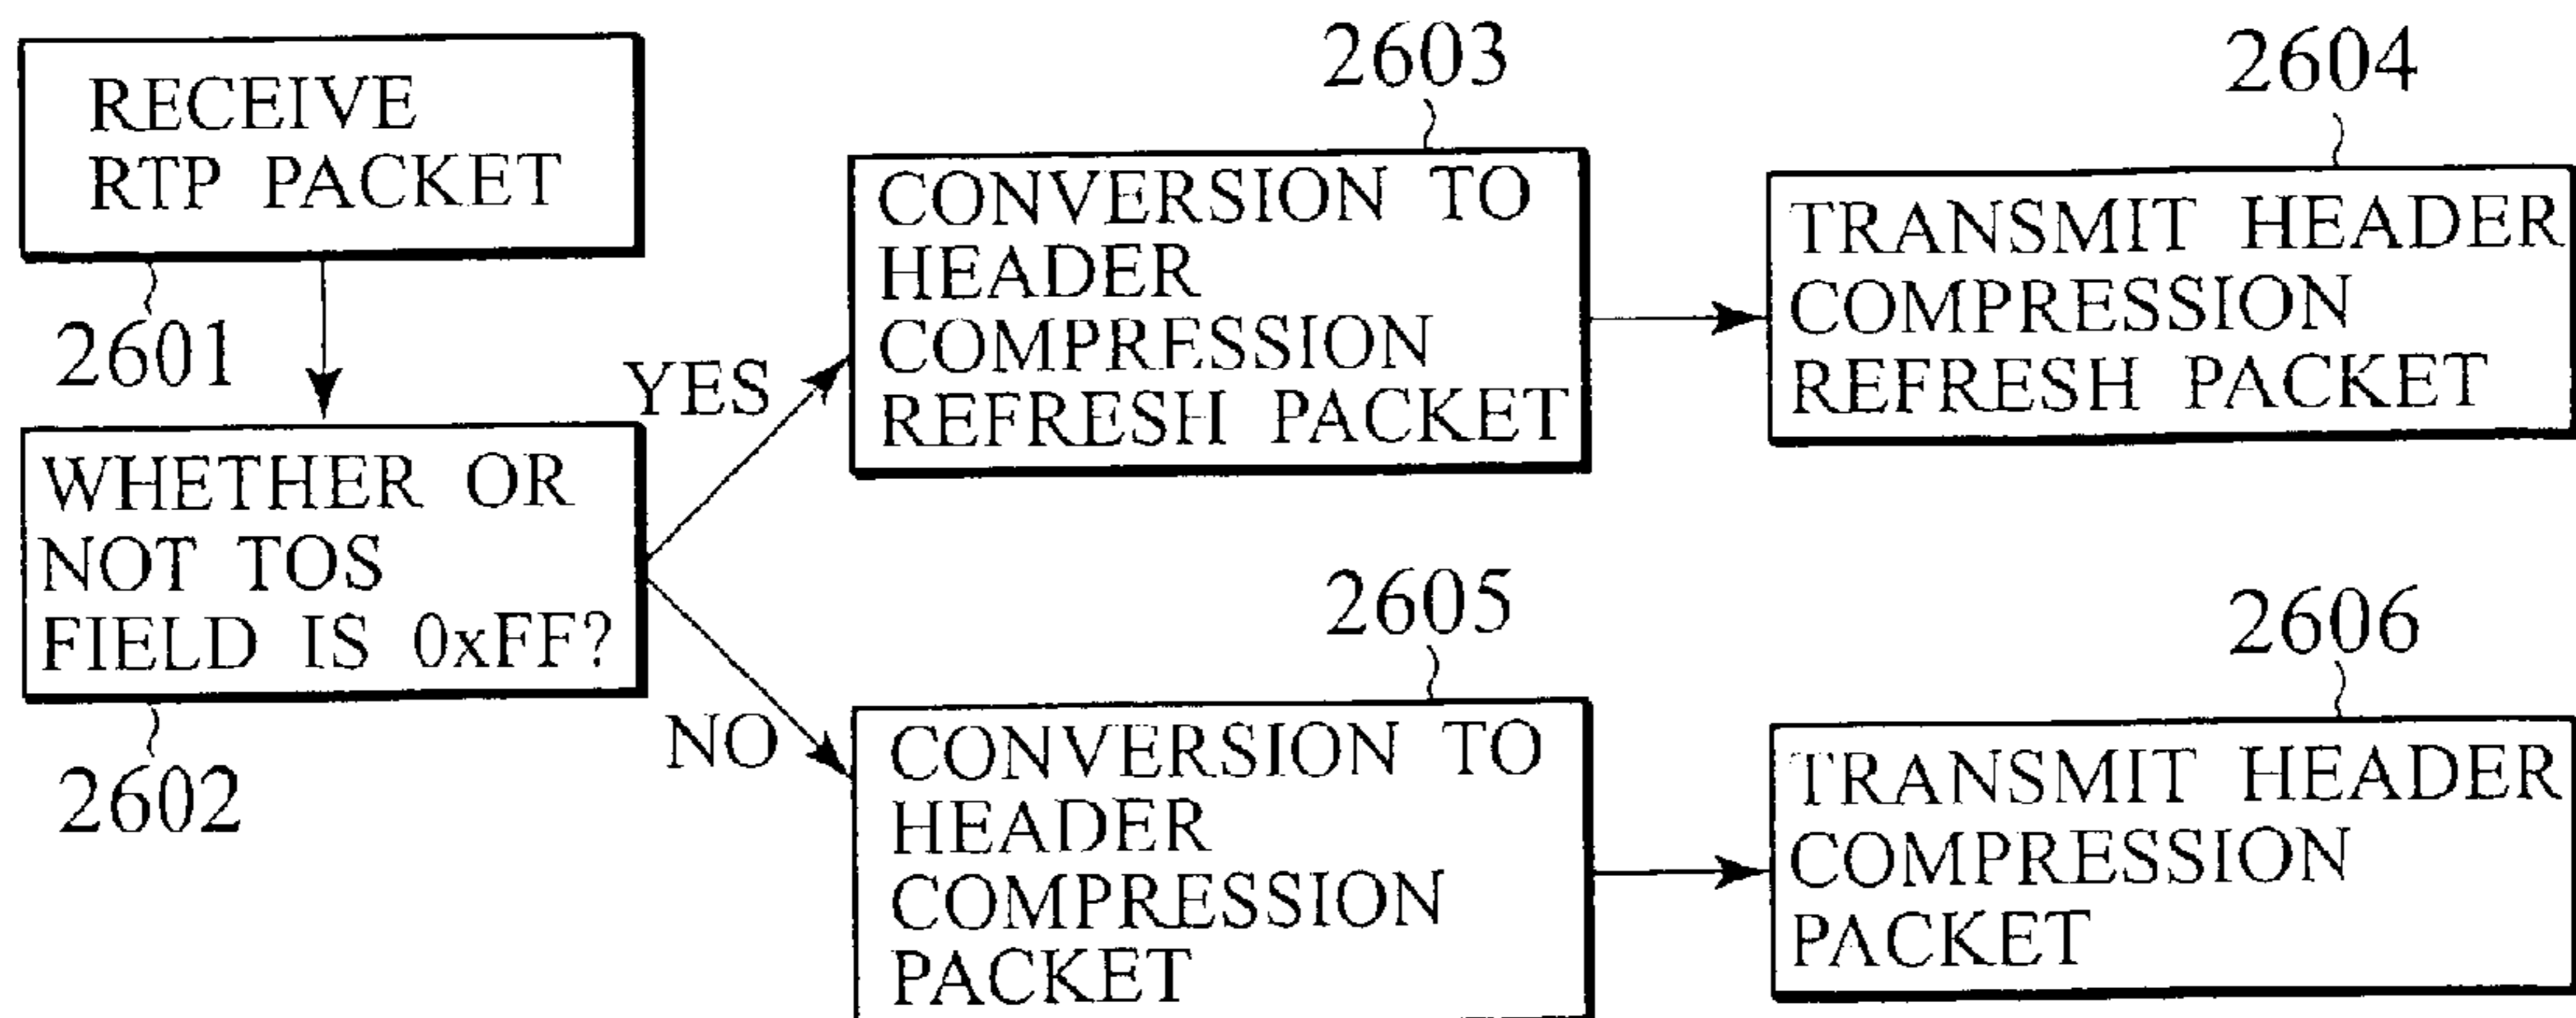 RECEIVE
RTP PACKET
2601
WHETHER OR
NOT TOS
FIELD IS 0xFF?
2602
YES
NO
2603
CONVERSION TO
HEADER
COMPRESSION
REFRESH PACKET
2604
TRANSMIT HEADER
COMPRESSION
REFRESH PACKET
2605
CONVERSION TO
HEADER
COMPRESSION
PACKET
2606
TRANSMIT HEADER
COMPRESSION
PACKET